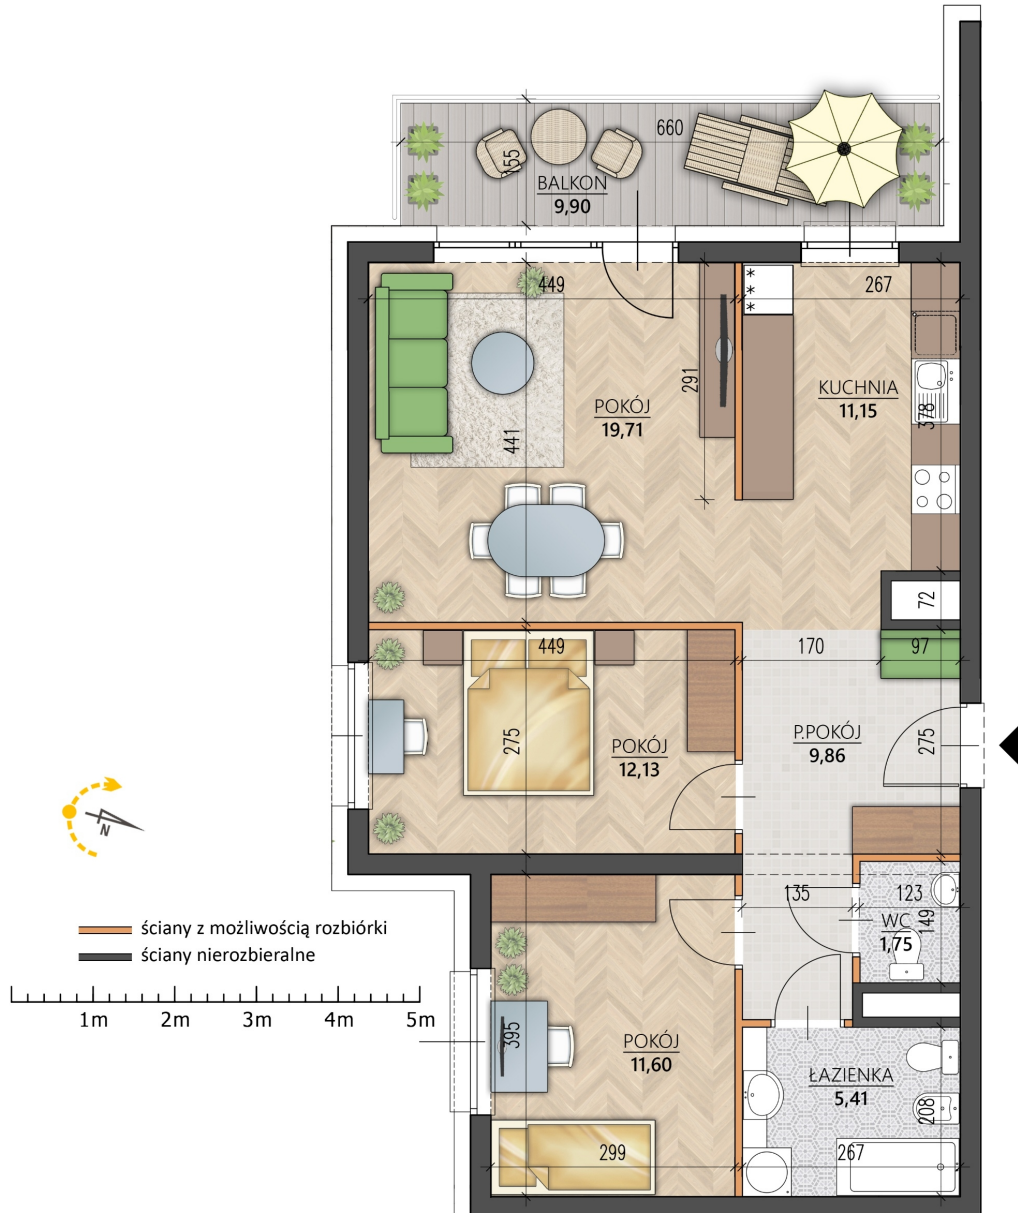 660
155
BALKON
9,90
449
267
291
KUCHNIA
11,15
378
POKÓJ
19,71
441
72
449
170
97
275
POKÓJ
12,13
P.POKÓJ
9,86
275
N
135
123
WC
1,75
149
ściany z możliwością rozbiórki
ściany nierozbieralne
1m 2m 3m 4m 5m
395
POKÓJ
11,60
ŁAZIENKA
5,41
208
299
267